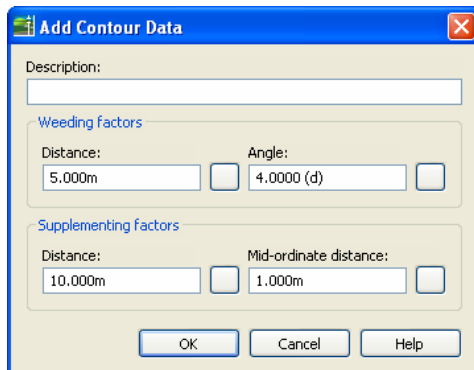 Add Contour Data
Description:
Weeding factors
Distance: Angle:
5.000m 4.0000 (d)
Supplementing factors
Distance: Mid-ordinate distance:
10.000m 1.000m
OK Cancel Help